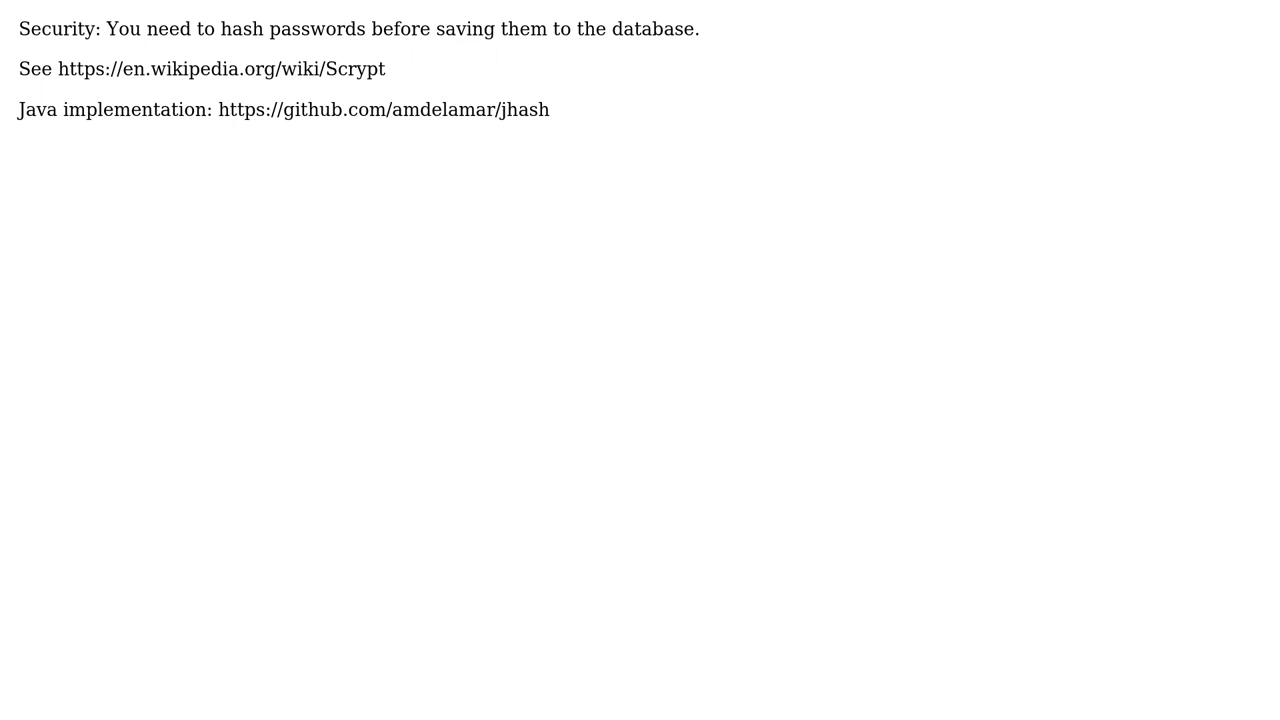 Security: You need to hash passwords before saving them to the database.
See https://en.wikipedia.org/wiki/Scrypt
Java implementation: https://github.com/amdelamar/jhash